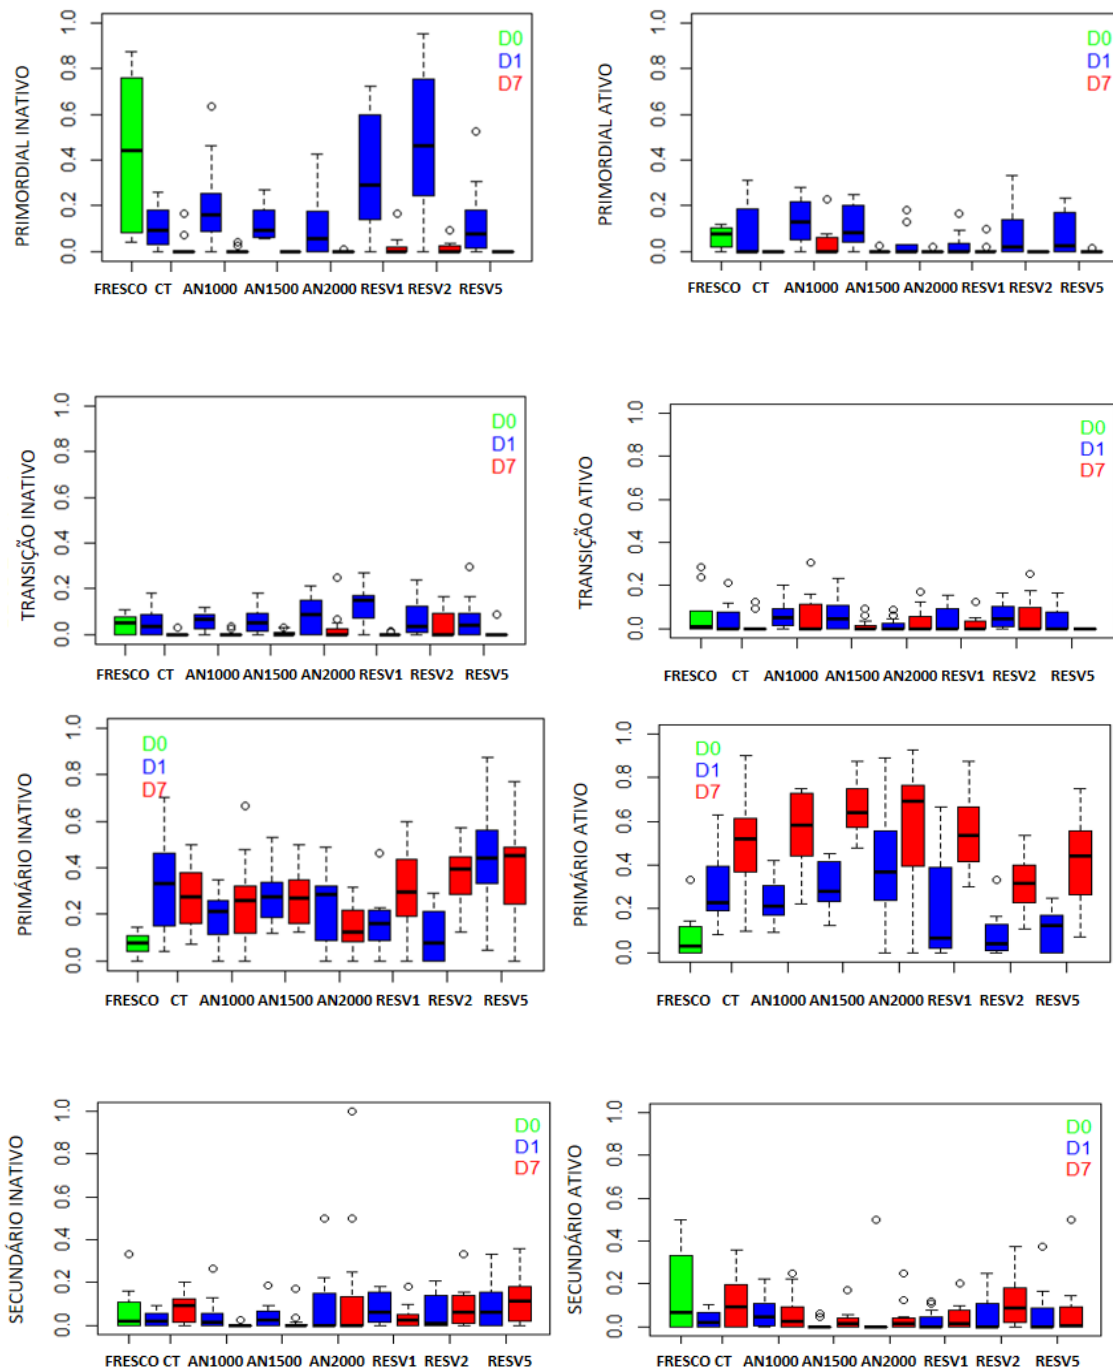 PRIMORDIAL INATIVO
0.0 0.2 0.4 0.6 0.8 1.0
D0
D1
D7
FRESCO CT AN1000 AN1500 AN2000 RESV1 RESV2 RESV5
PRIMORDIAL ATIVO
0.0 0.2 0.4 0.6 0.8 1.0
D0
D1
D7
FRESCO CT AN1000 AN1500 AN2000 RESV1 RESV2 RESV5
TRANSIÇÃO INATIVO
0.0 0.2 0.4 0.6 0.8 1.0
D0
D1
D7
FRESCO CT AN1000 AN1500 AN2000 RESV1 RESV2 RESV5
TRANSIÇÃO ATIVO
0.0 0.2 0.4 0.6 0.8 1.0
D0
D1
D7
FRESCO CT AN1000 AN1500 AN2000 RESV1 RESV2 RESV5
PRIMÁRIO INATIVO
0.0 0.2 0.4 0.6 0.8 1.0
D0
D1
D7
FRESCO CT AN1000 AN1500 AN2000 RESV1 RESV2 RESV5
PRIMÁRIO ATIVO
0.0 0.2 0.4 0.6 0.8 1.0
D0
D1
D7
FRESCO CT AN1000 AN1500 AN2000 RESV1 RESV2 RESV5
SECUNDÁRIO INATIVO
0.0 0.2 0.4 0.6 0.8 1.0
D0
D1
D7
FRESCO CT AN1000 AN1500 AN2000 RESV1 RESV2 RESV5
SECUNDÁRIO ATIVO
0.0 0.2 0.4 0.6 0.8 1.0
D0
D1
D7
FRESCO CT AN1000 AN1500 AN2000 RESV1 RESV2 RESV5